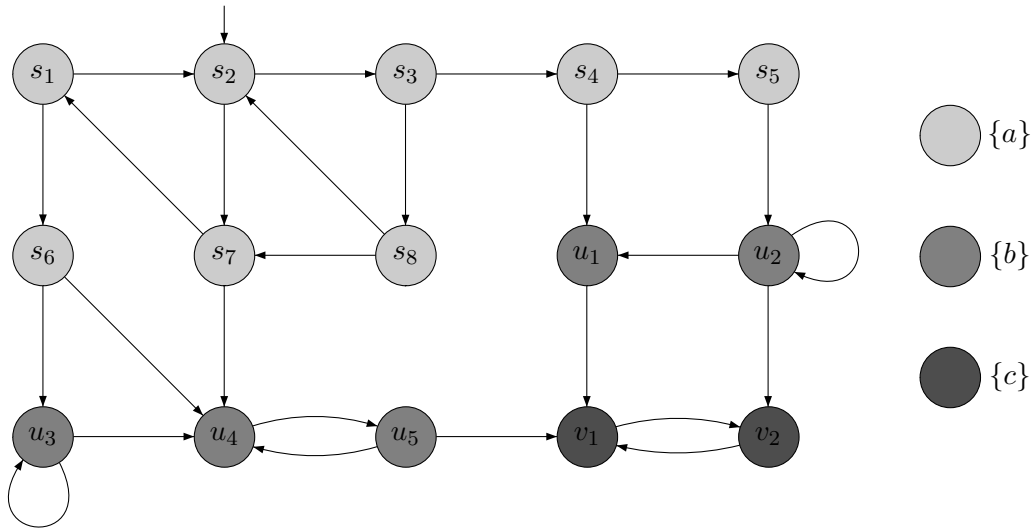 s1 s2 s3 s4 s5
{a}
s6 s7 s8 u1 u2
{b}
{c}
u3 u4 u5 v1 v2